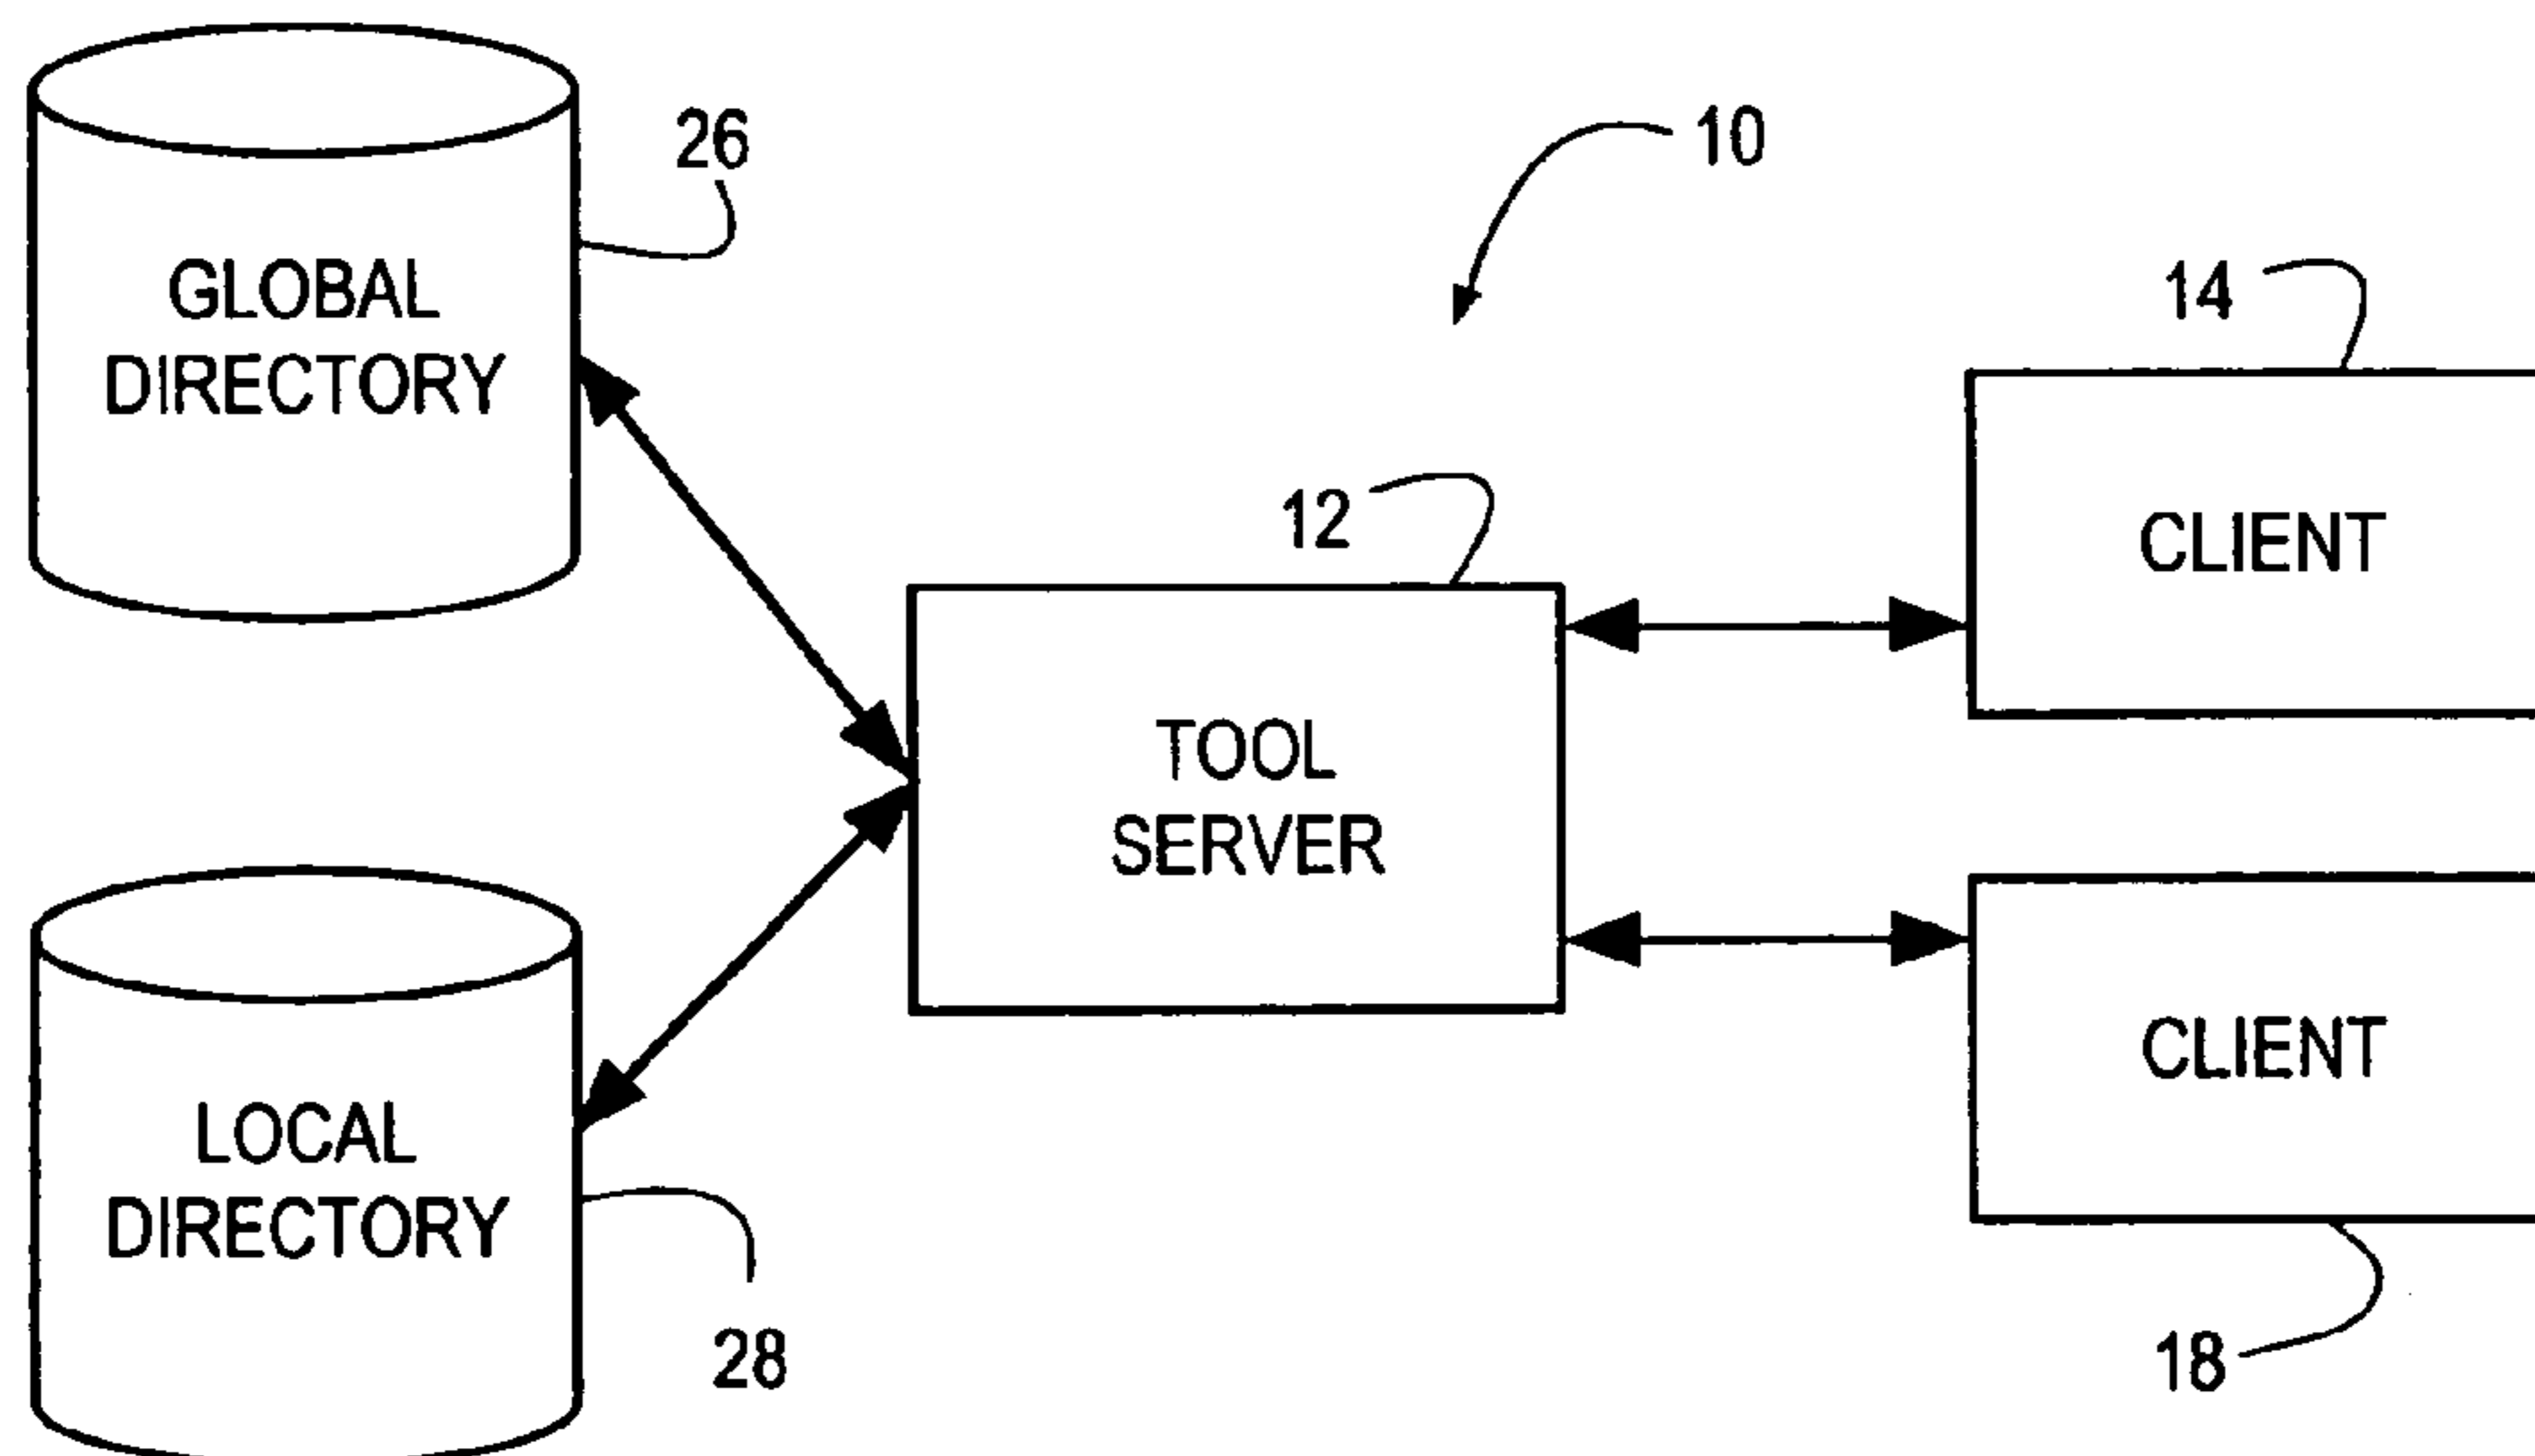 26
10
GLOBAL
DIRECTORY
14
12
CLIENT
TOOL
SERVER
LOCAL
DIRECTORY
CLIENT
28
18